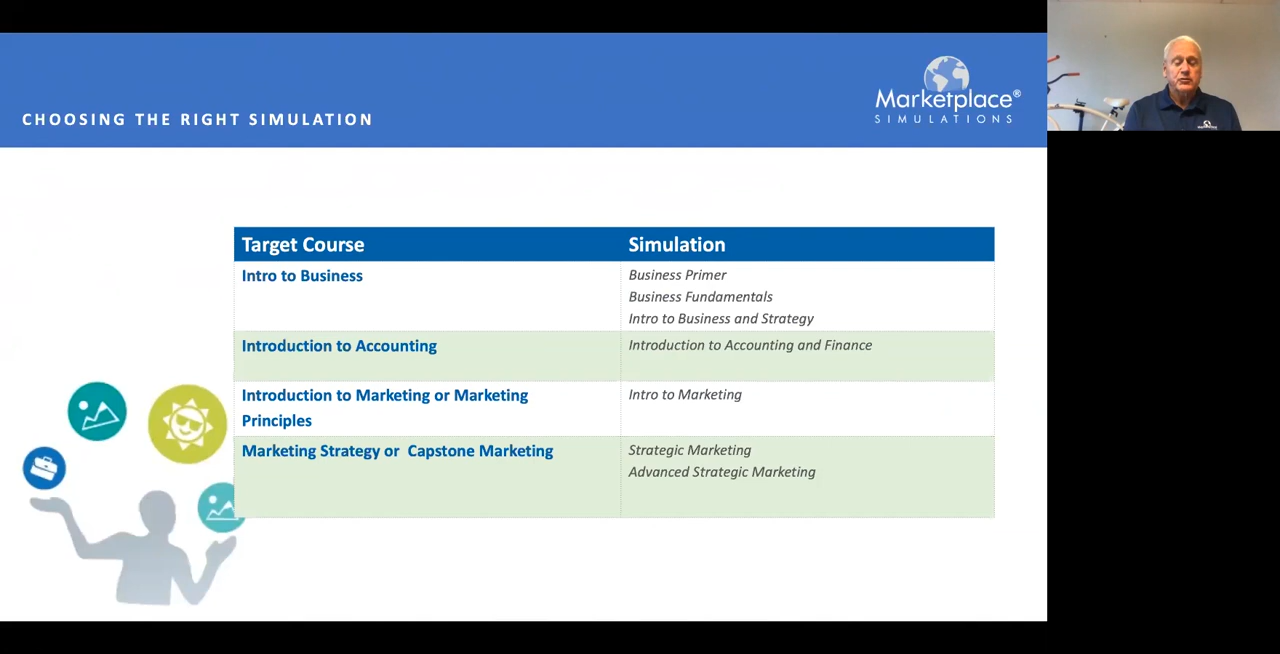 CHOOSING THE RIGHT SIMULATION
Marketplace®
SIMULATIONS
Target Course
Simulation
Intro to Business
Business Primer
Business Fundamentals
Intro to Business and Strategy
Introduction to Accounting
Introduction to Accounting and Finance
Introduction to Marketing or Marketing
Principles
Intro to Marketing
Marketing Strategy or Capstone Marketing
Strategic Marketing
Advanced Strategic Marketing